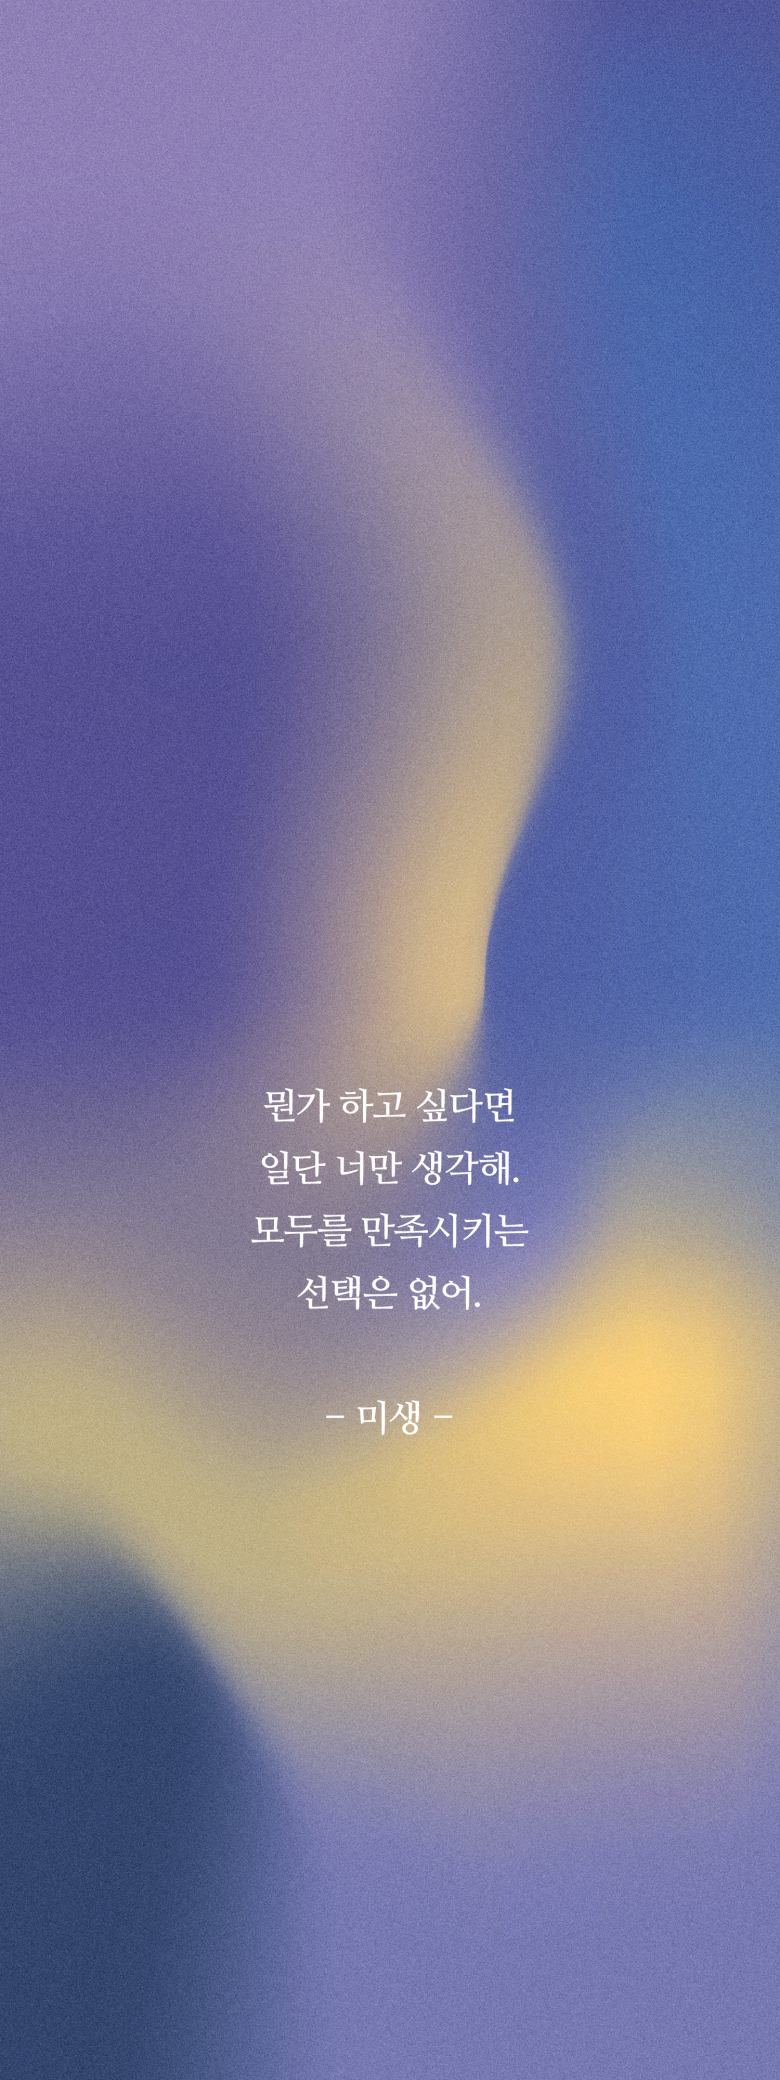 뭔가 하고 싶다면
일단 너만 생각해.
모두를 만족시키는
선택은 없어.
– 미생 –